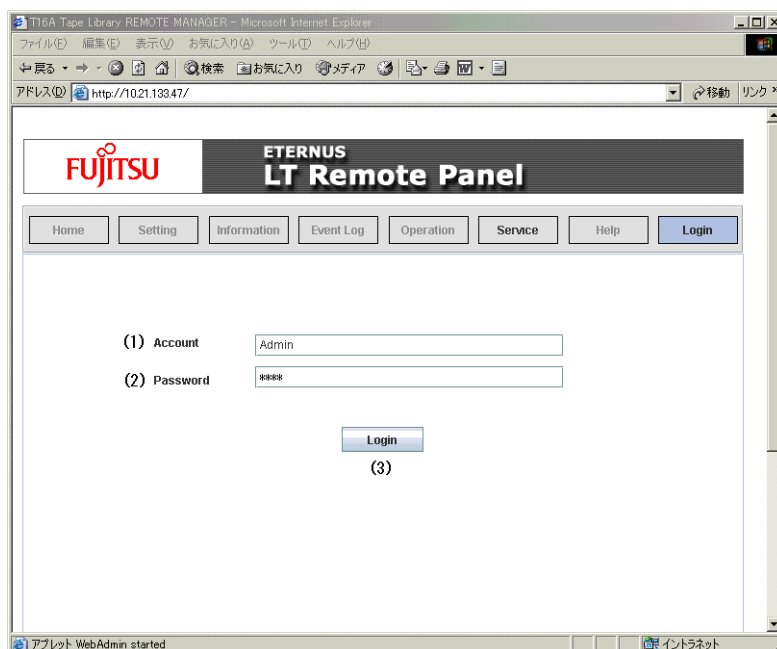 T16A Tape Library REMOTE MANAGER - Microsoft Internet Explorer
ファイル(F) 編集(E) 表示(V) お気に入り(A) ツール(T) ヘルプ(H)
戻る 検索 お気に入り メディア
アドレス(D) http://10.21.133.47/ 移動 リンク »
FUJITSU
ETERNUS
LT Remote Panel
Home Setting Information Event Log Operation Service Help Login
(1) Account Admin
(2) Password ****
Login
(3)
アプレット WebAdmin started イントラネット